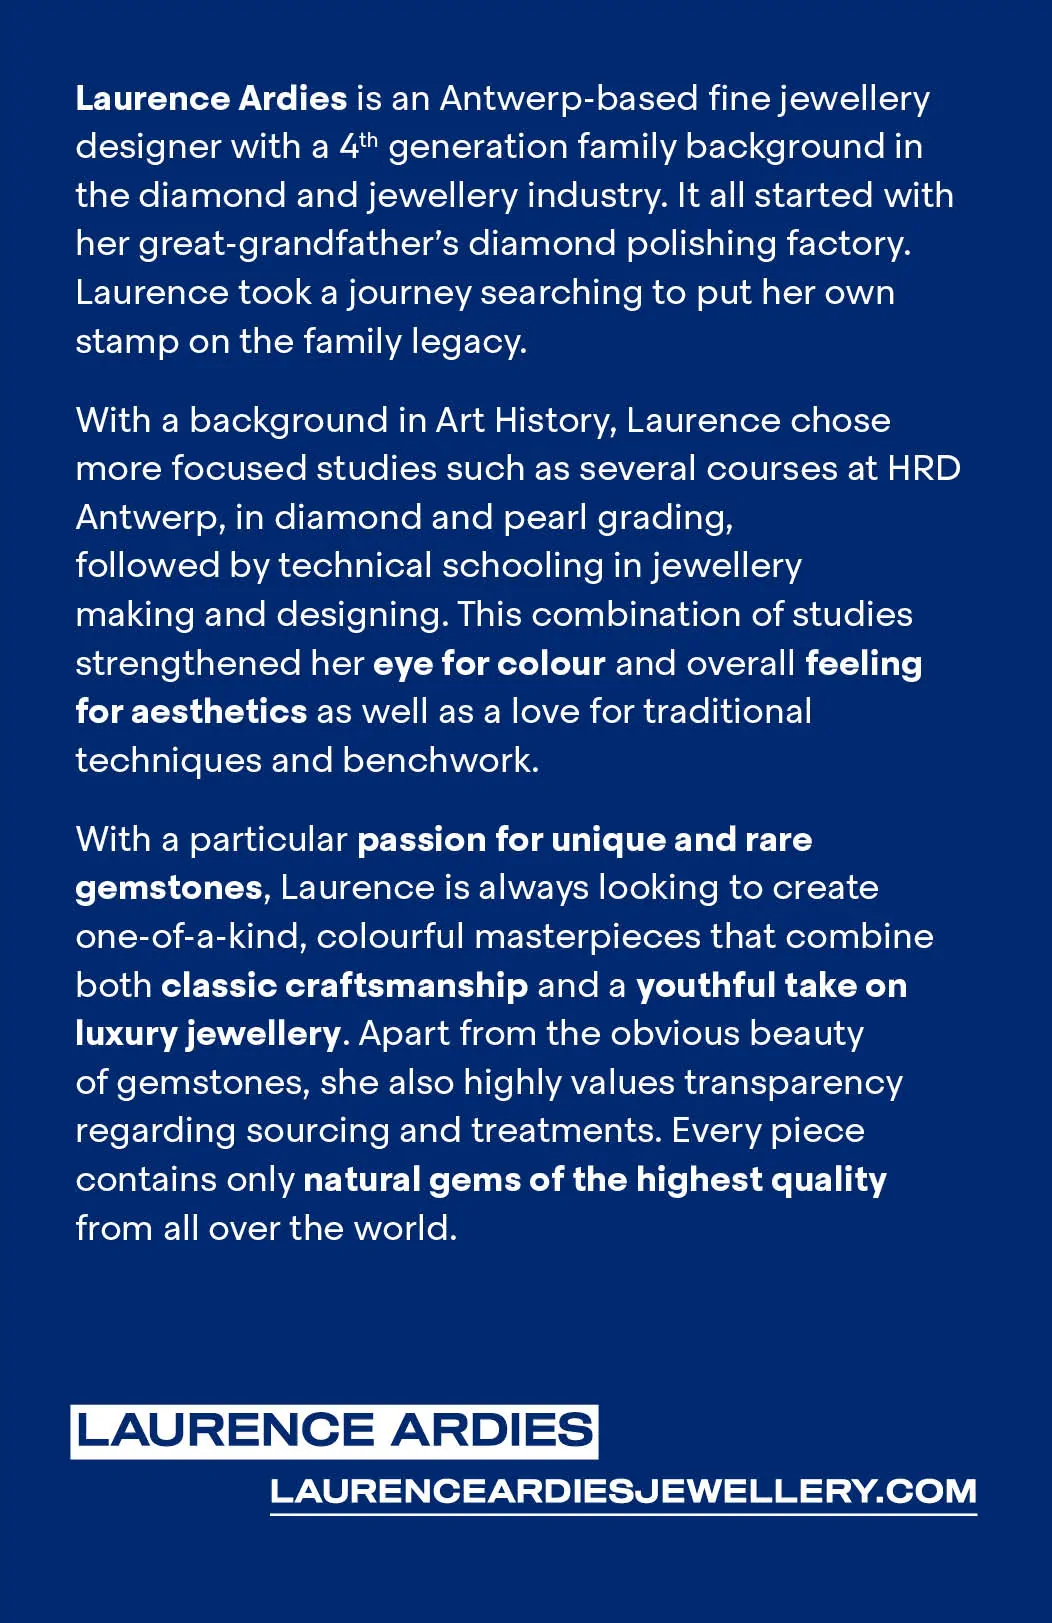 Laurence Ardies is an Antwerp-based fine jewellery
designer with a 4th generation family background in
the diamond and jewellery industry. It all started with
her great-grandfather’s diamond polishing factory.
Laurence took a journey searching to put her own
stamp on the family legacy.
With a background in Art History, Laurence chose
more focused studies such as several courses at HRD
Antwerp, in diamond and pearl grading,
followed by technical schooling in jewellery
making and designing. This combination of studies
strengthened her eye for colour and overall feeling
for aesthetics as well as a love for traditional
techniques and benchwork.
With a particular passion for unique and rare
gemstones, Laurence is always looking to create
one-of-a-kind, colourful masterpieces that combine
both classic craftsmanship and a youthful take on
luxury jewellery. Apart from the obvious beauty
of gemstones, she also highly values transparency
regarding sourcing and treatments. Every piece
contains only natural gems of the highest quality
from all over the world.
LAURENCE ARDIES
LAURENCEARDIESJEWELLERY.COM